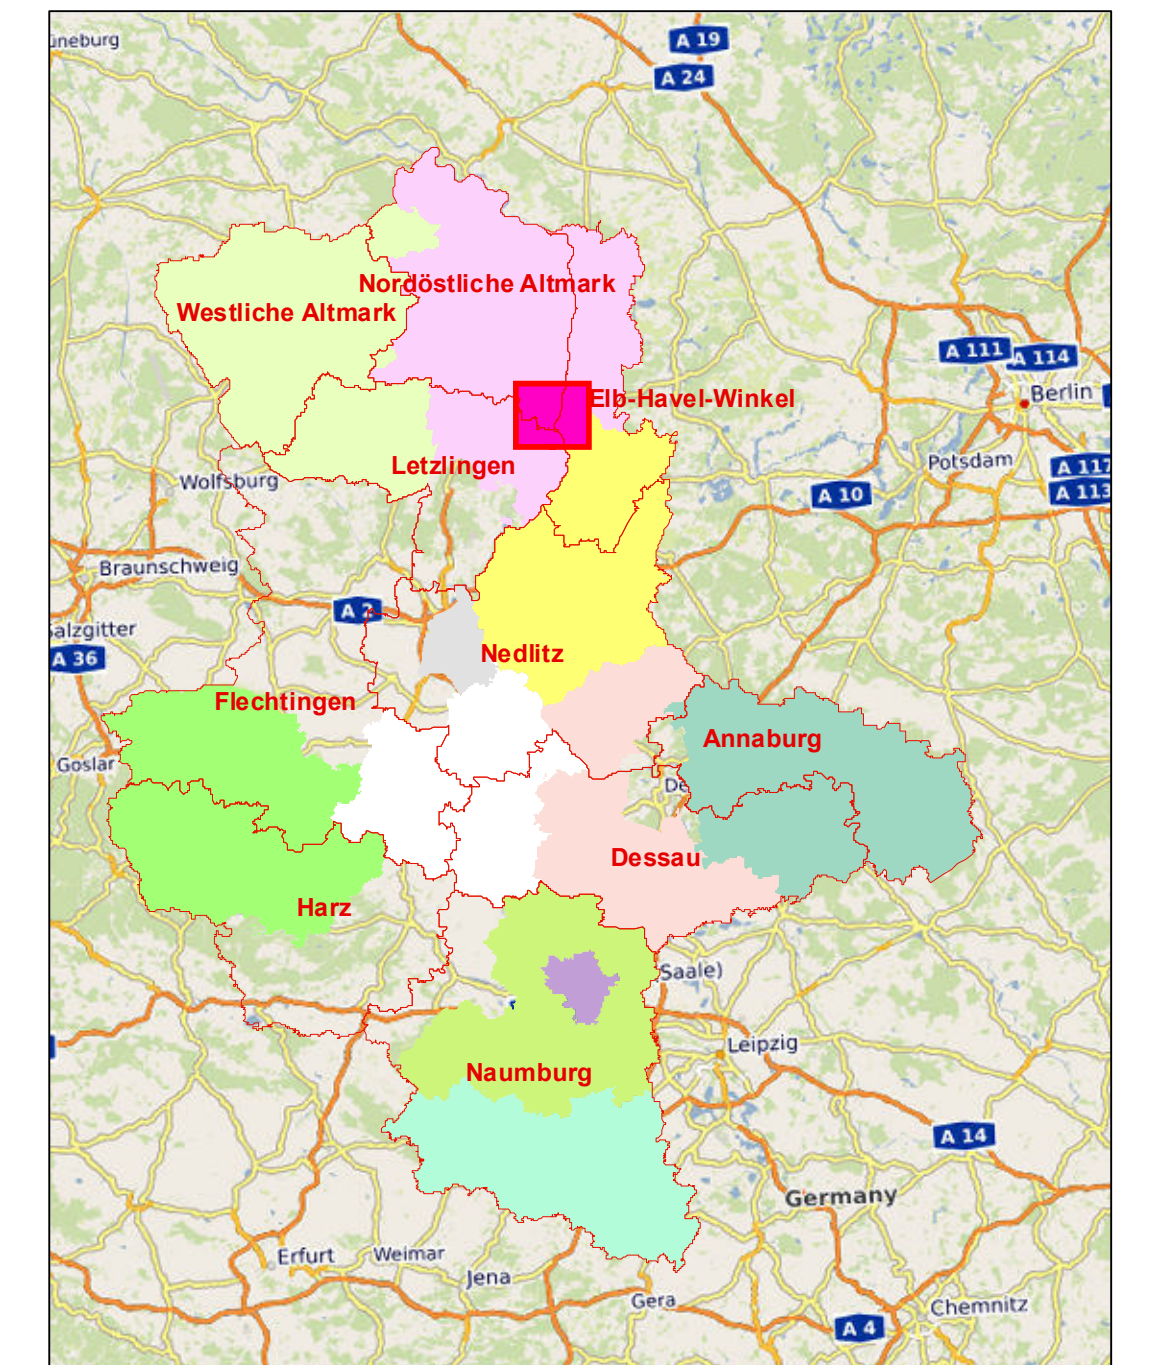 A 19
üneburg
A 24
Nordöstliche Altmark
Westliche Altmark
A 111
A 114
Berlin
Elb-Havel-Winkel
Letzlingen
Potsdam
A 117
Wolfsburg
A 10
A 113
Braunschweig
A 2
alzgitter
A 36
Nedlitz
Flechtingen
Annaburg
Goslar
De
Dessau
Harz
Saale)
Leipzig
Naumburg
A 14
Germany
Erfurt
Weimar
Jena
Gera
Chemnitz
A 4